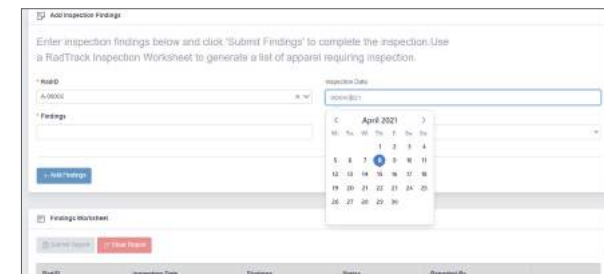 Add Inspection Findings
Enter inspection findings below and click 'Submit Findings' to complete the inspection.Use
a RadTrack Inspection Worksheet to generate a list of apparel requiring inspection.
* RadID
Inspection Date
* Findings
April 2021
M. Tu. W. Th. F. Sa. Su.
1 2 3 4
5 6 7 8 9 10 11
12 13 14 15 16 17 18
19 20 21 22 23 24 25
26 27 28 29 30
+ Add Findings
Findings Worksheet
Submit Report
Clear Report
RadID Inspection Date Findings Status Reported By